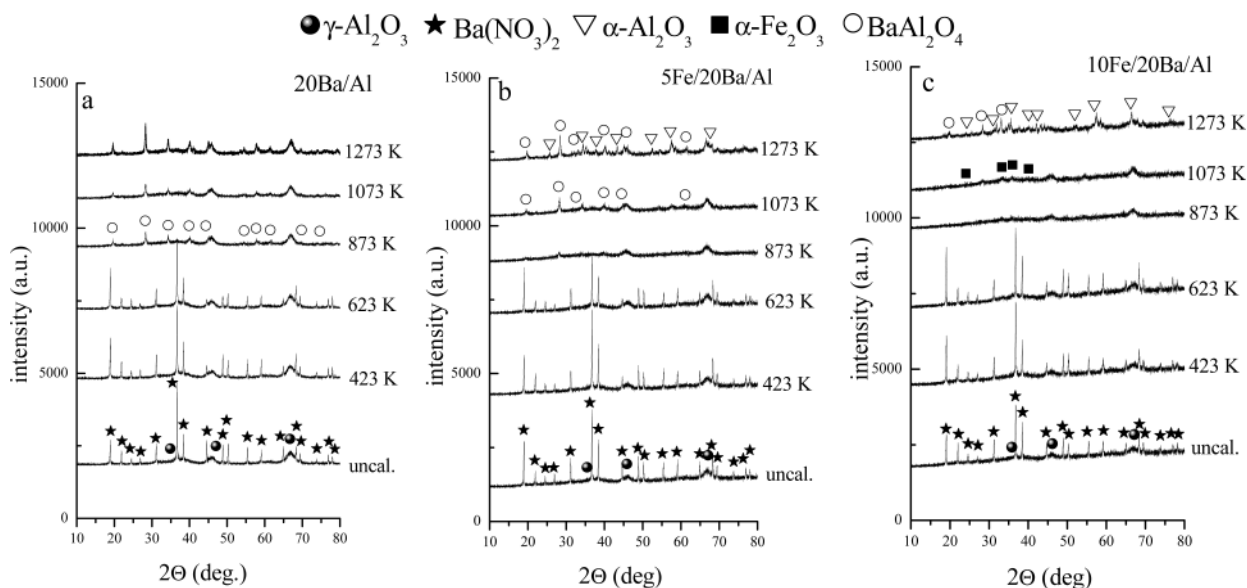 γ-Al2O3 Ba(NO3)2 α-Al2O3 α-Fe2O3 BaAl2O4
a
20Ba/Al
15000
10000
5000
0
intensity (a.u.)
1273 K
1073 K
873 K
623 K
423 K
uncal.
10 20 30 40 50 60 70 80
2Θ (deg.)
b
5Fe/20Ba/Al
15000
10000
5000
0
intensity (a.u.)
1273 K
1073 K
873 K
623 K
423 K
uncal.
10 20 30 40 50 60 70 80
2Θ (deg.)
c
10Fe/20Ba/Al
15000
10000
5000
0
intensity (a.u.)
1273 K
1073 K
873 K
623 K
423 K
uncal.
10 20 30 40 50 60 70 80
2Θ (deg)